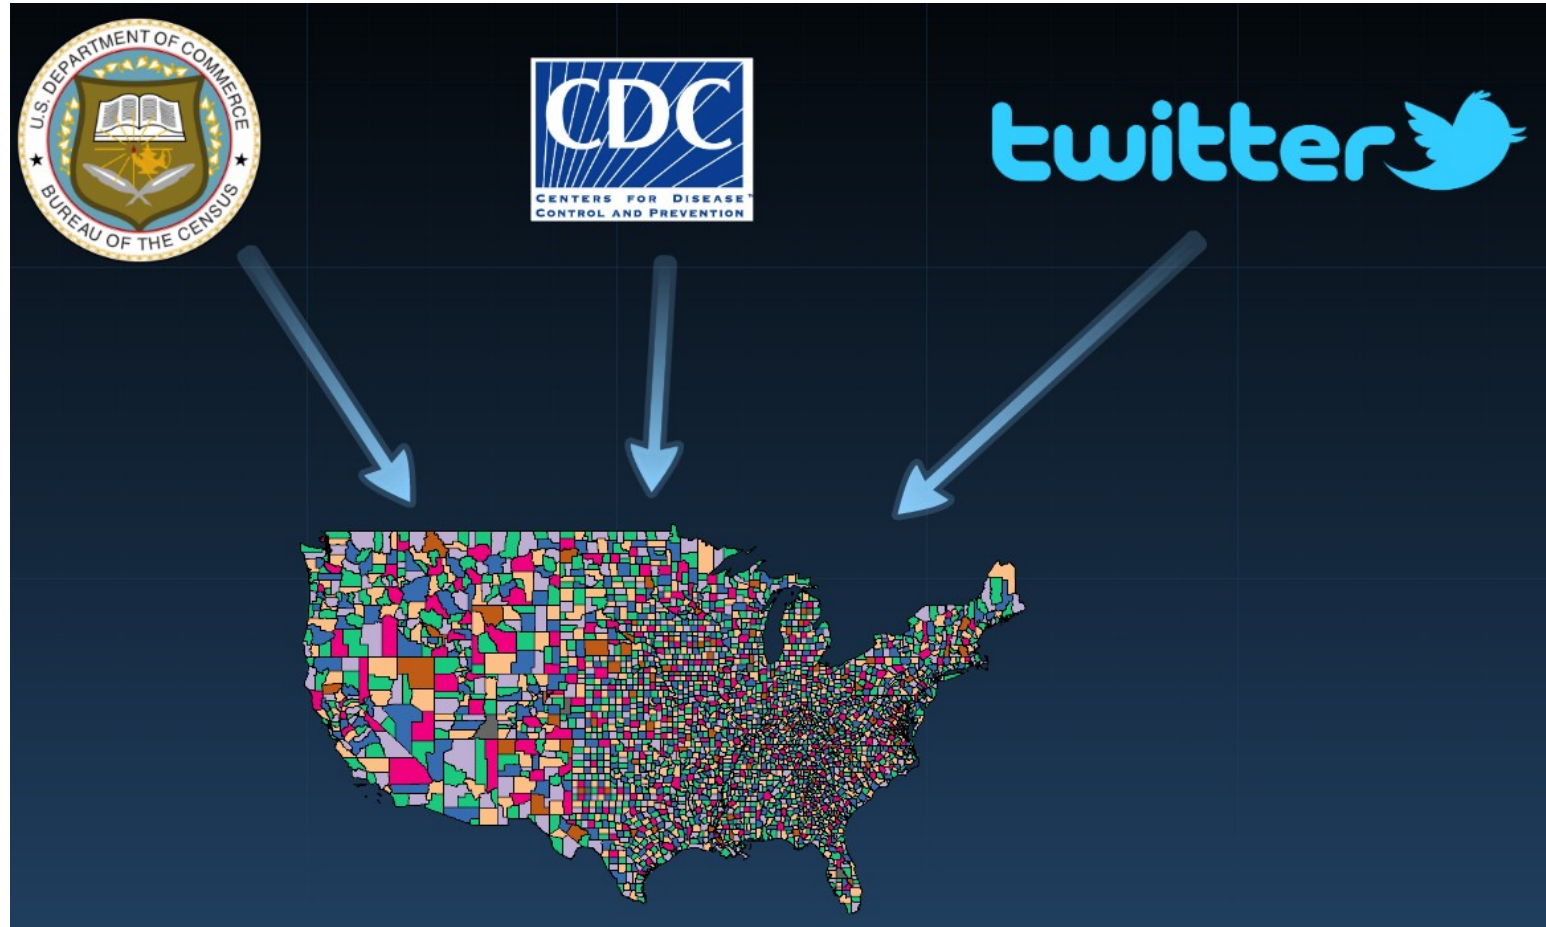 U.S. DEPARTMENT OF COMMERCE
BUREAU OF THE CENSUS
CDC
CENTERS FOR DISEASE
CONTROL AND PREVENTION
twitter